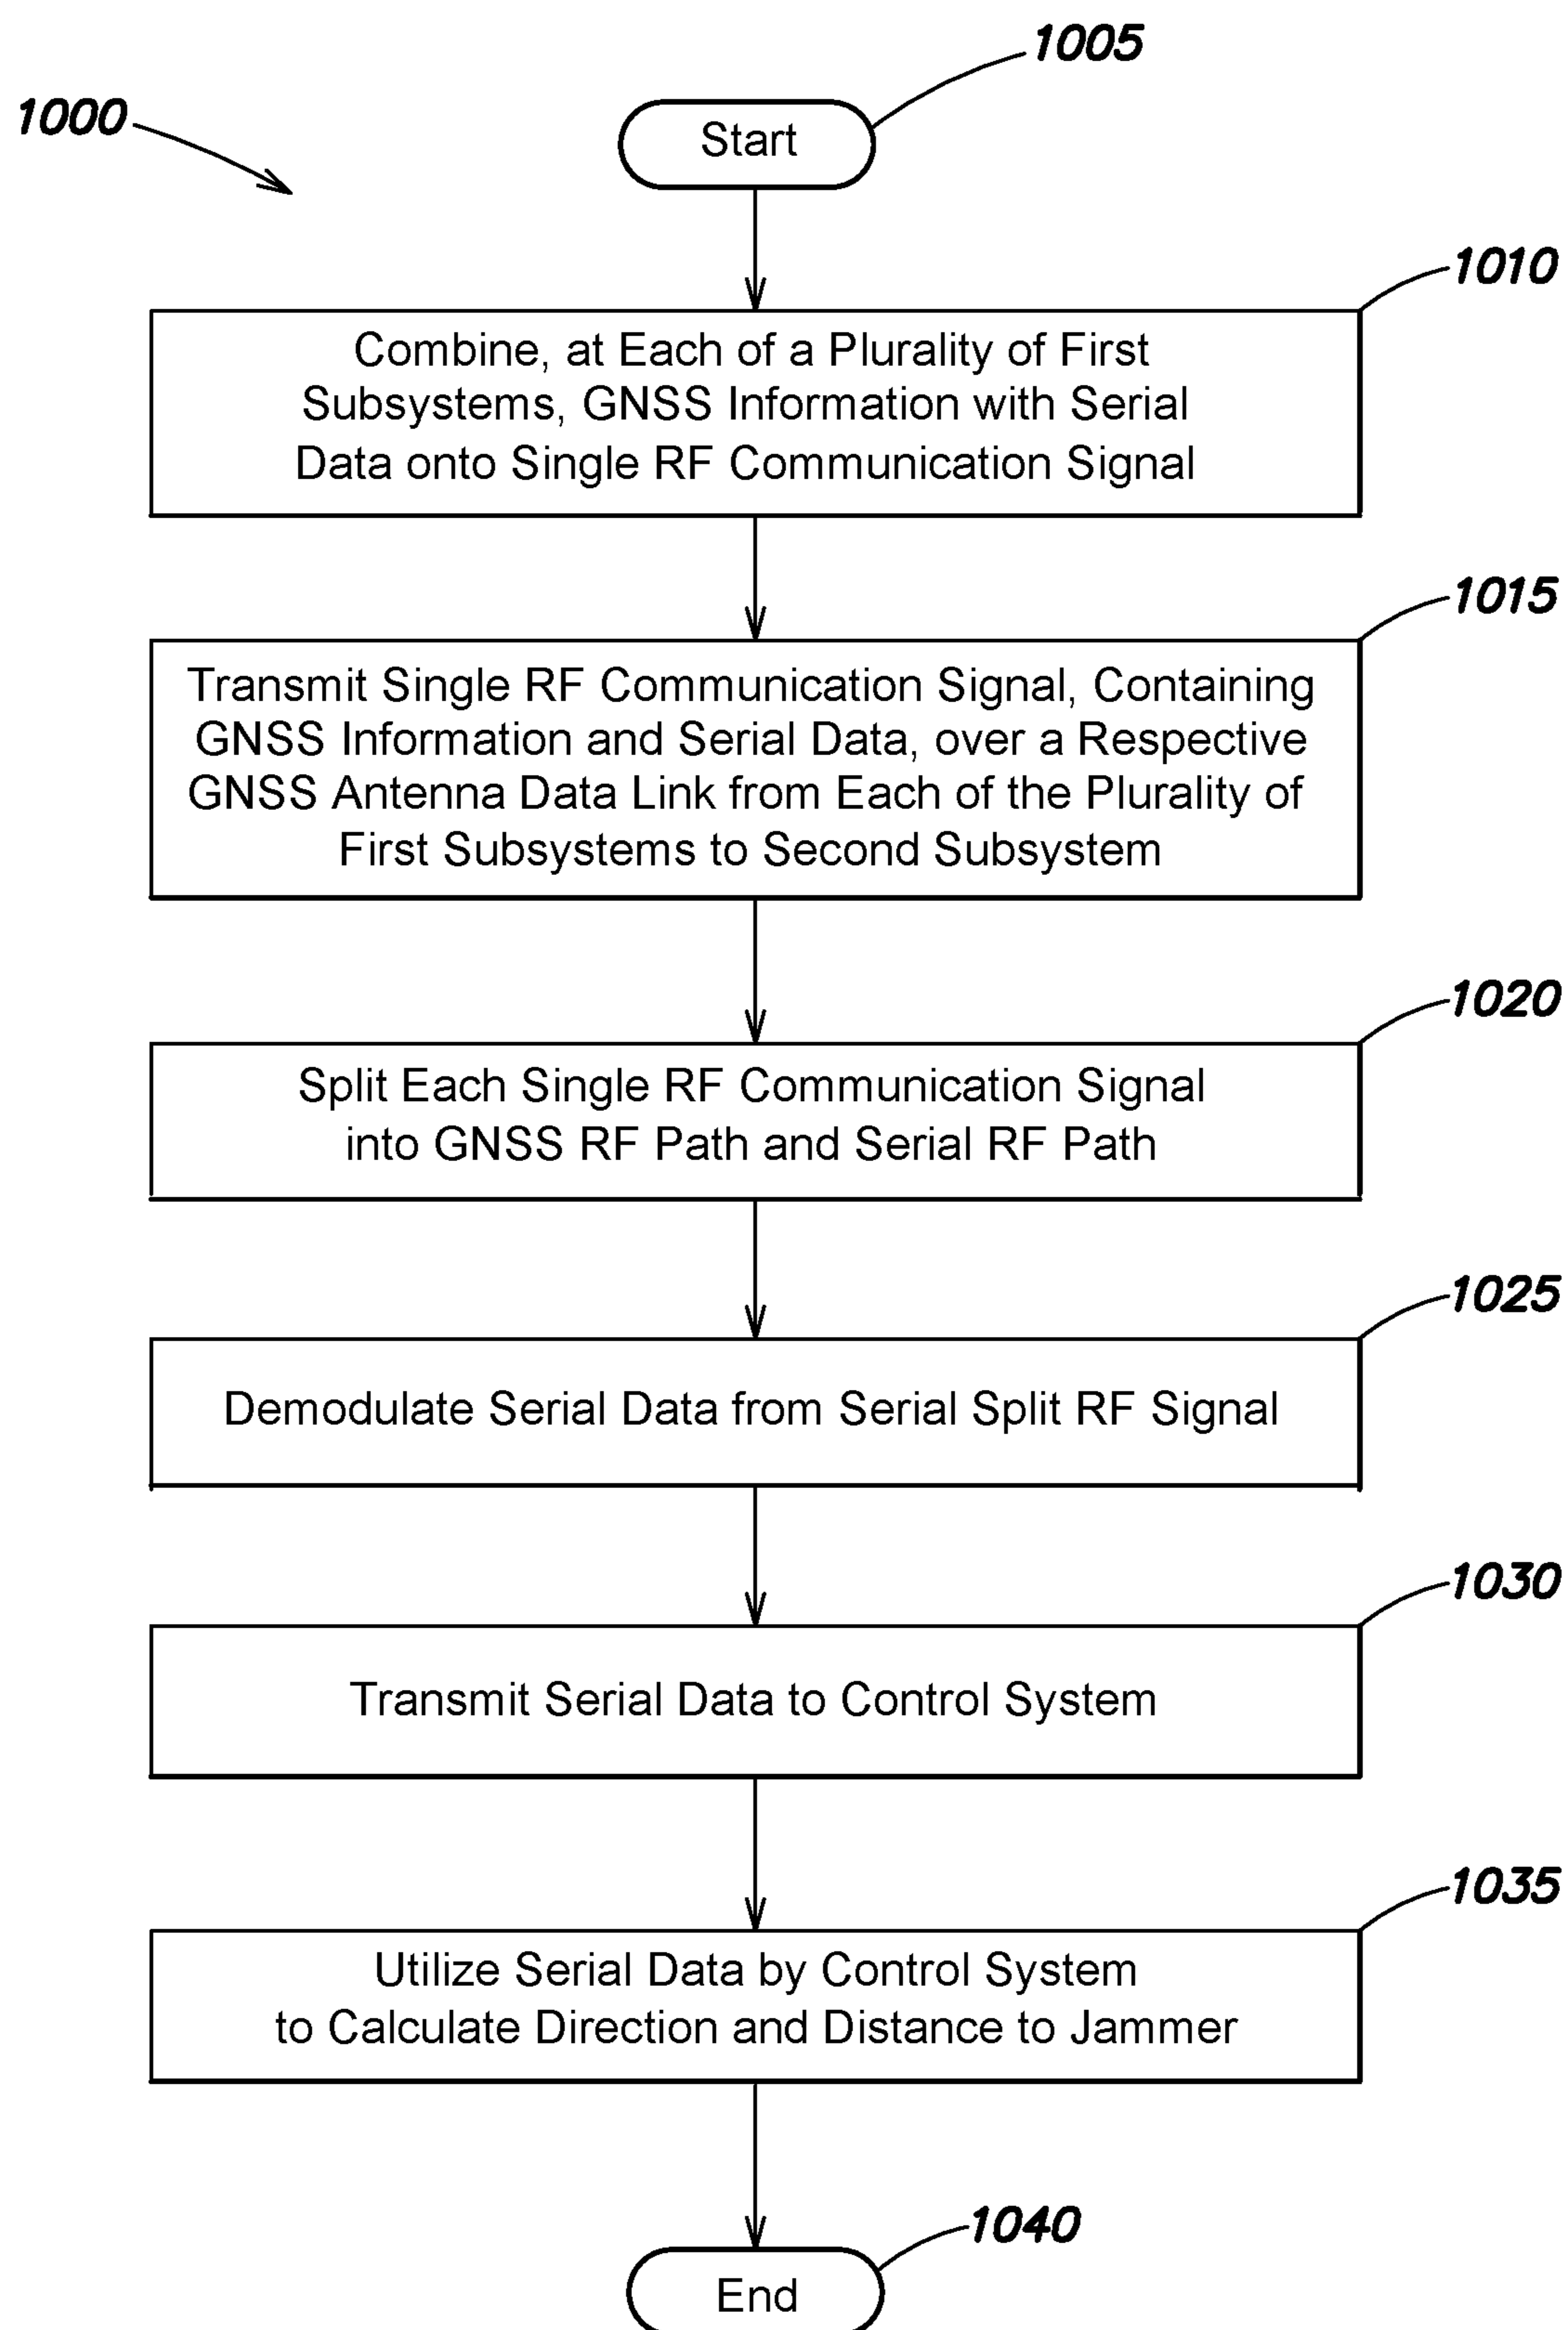 1005
1000
Start
1010
Combine, at Each of a Plurality of First
Subsystems, GNSS Information with Serial
Data onto Single RF Communication Signal
1015
Transmit Single RF Communication Signal, Containing
GNSS Information and Serial Data, over a Respective
GNSS Antenna Data Link from Each of the Plurality of
First Subsystems to Second Subsystem
1020
Split Each Single RF Communication Signal
into GNSS RF Path and Serial RF Path
1025
Demodulate Serial Data from Serial Split RF Signal
1030
Transmit Serial Data to Control System
1035
Utilize Serial Data by Control System
to Calculate Direction and Distance to Jammer
1040
End